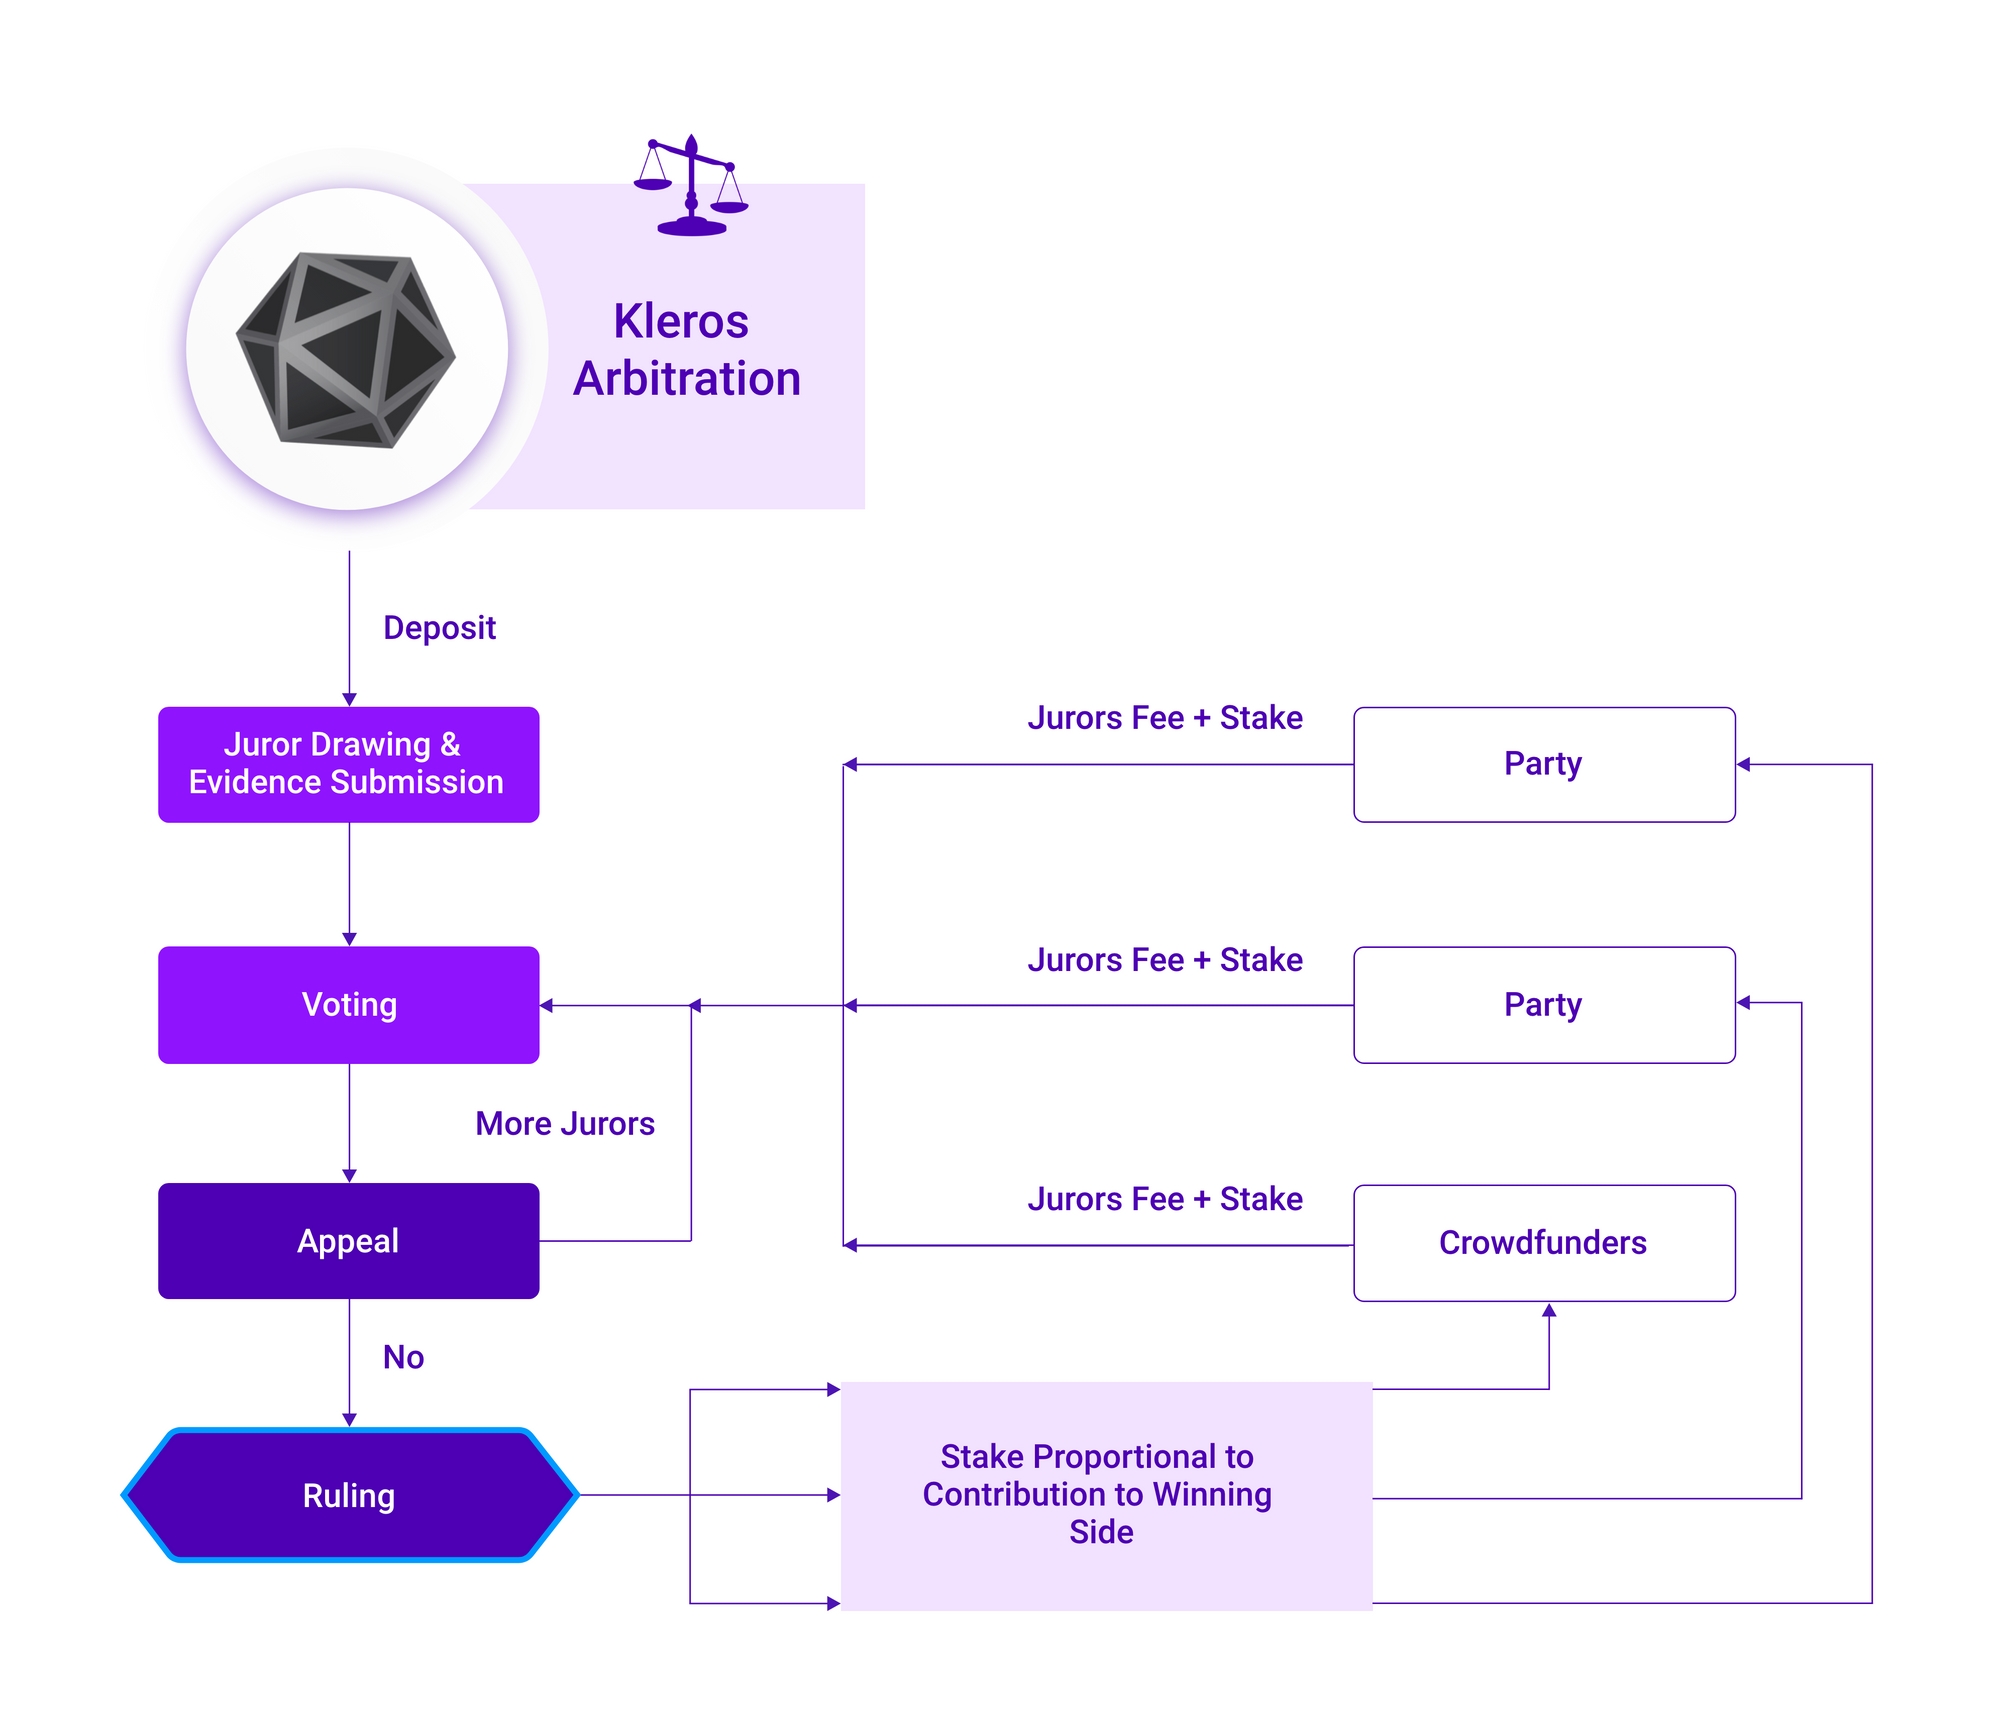 Kleros
Arbitration
Deposit
Juror Drawing &
Evidence Submission
Jurors Fee + Stake
Party
Voting
Jurors Fee + Stake
Party
More Jurors
Appeal
Jurors Fee + Stake
Crowdfunders
No
Ruling
Stake Proportional to
Contribution to Winning
Side